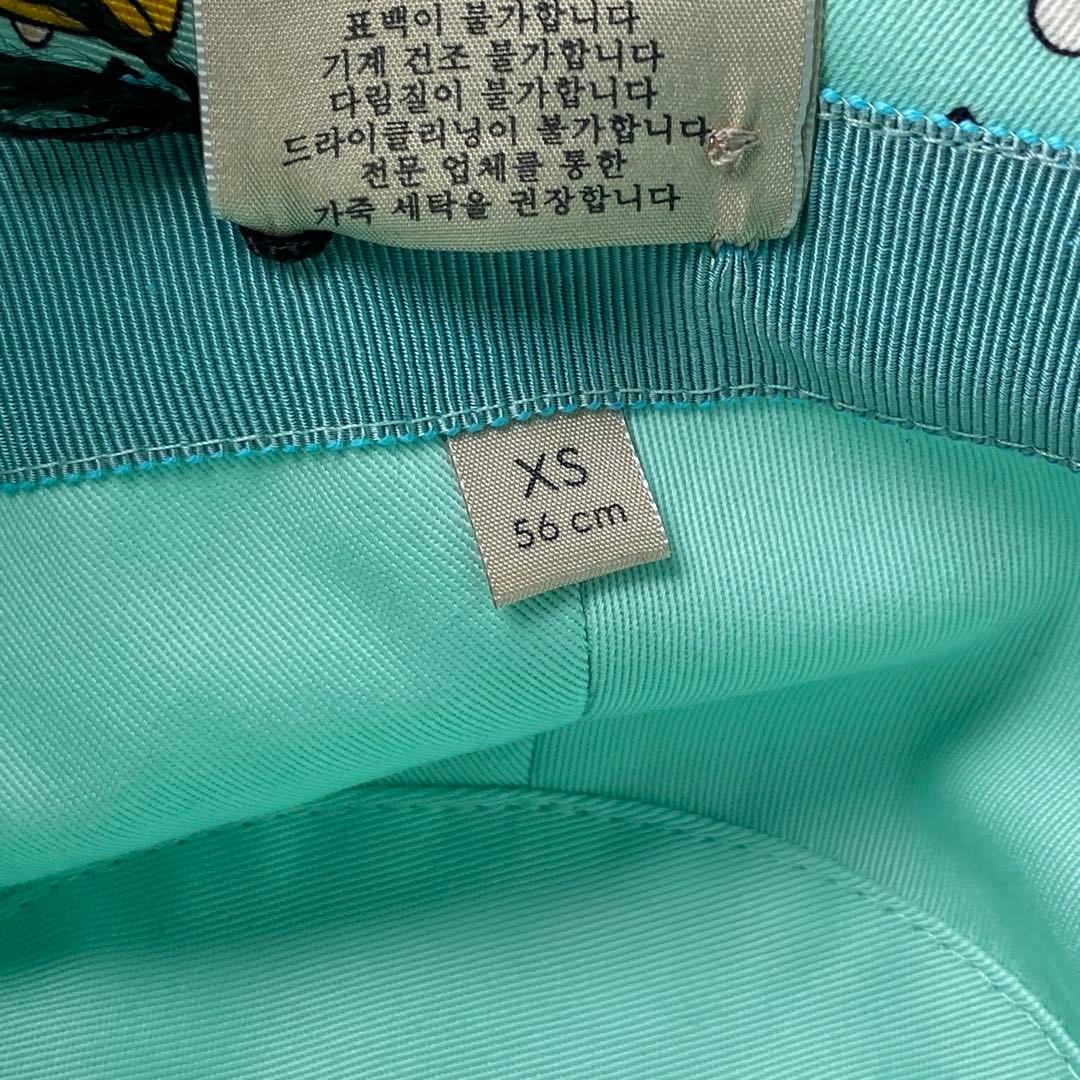 표백이 불가합니다
기계 건조 불가합니다
다림질이 불가합니다
드라이클리닝이 불가합니다
전문 업체를 통한
가죽 세탁을 권장합니다
XS
56 cm